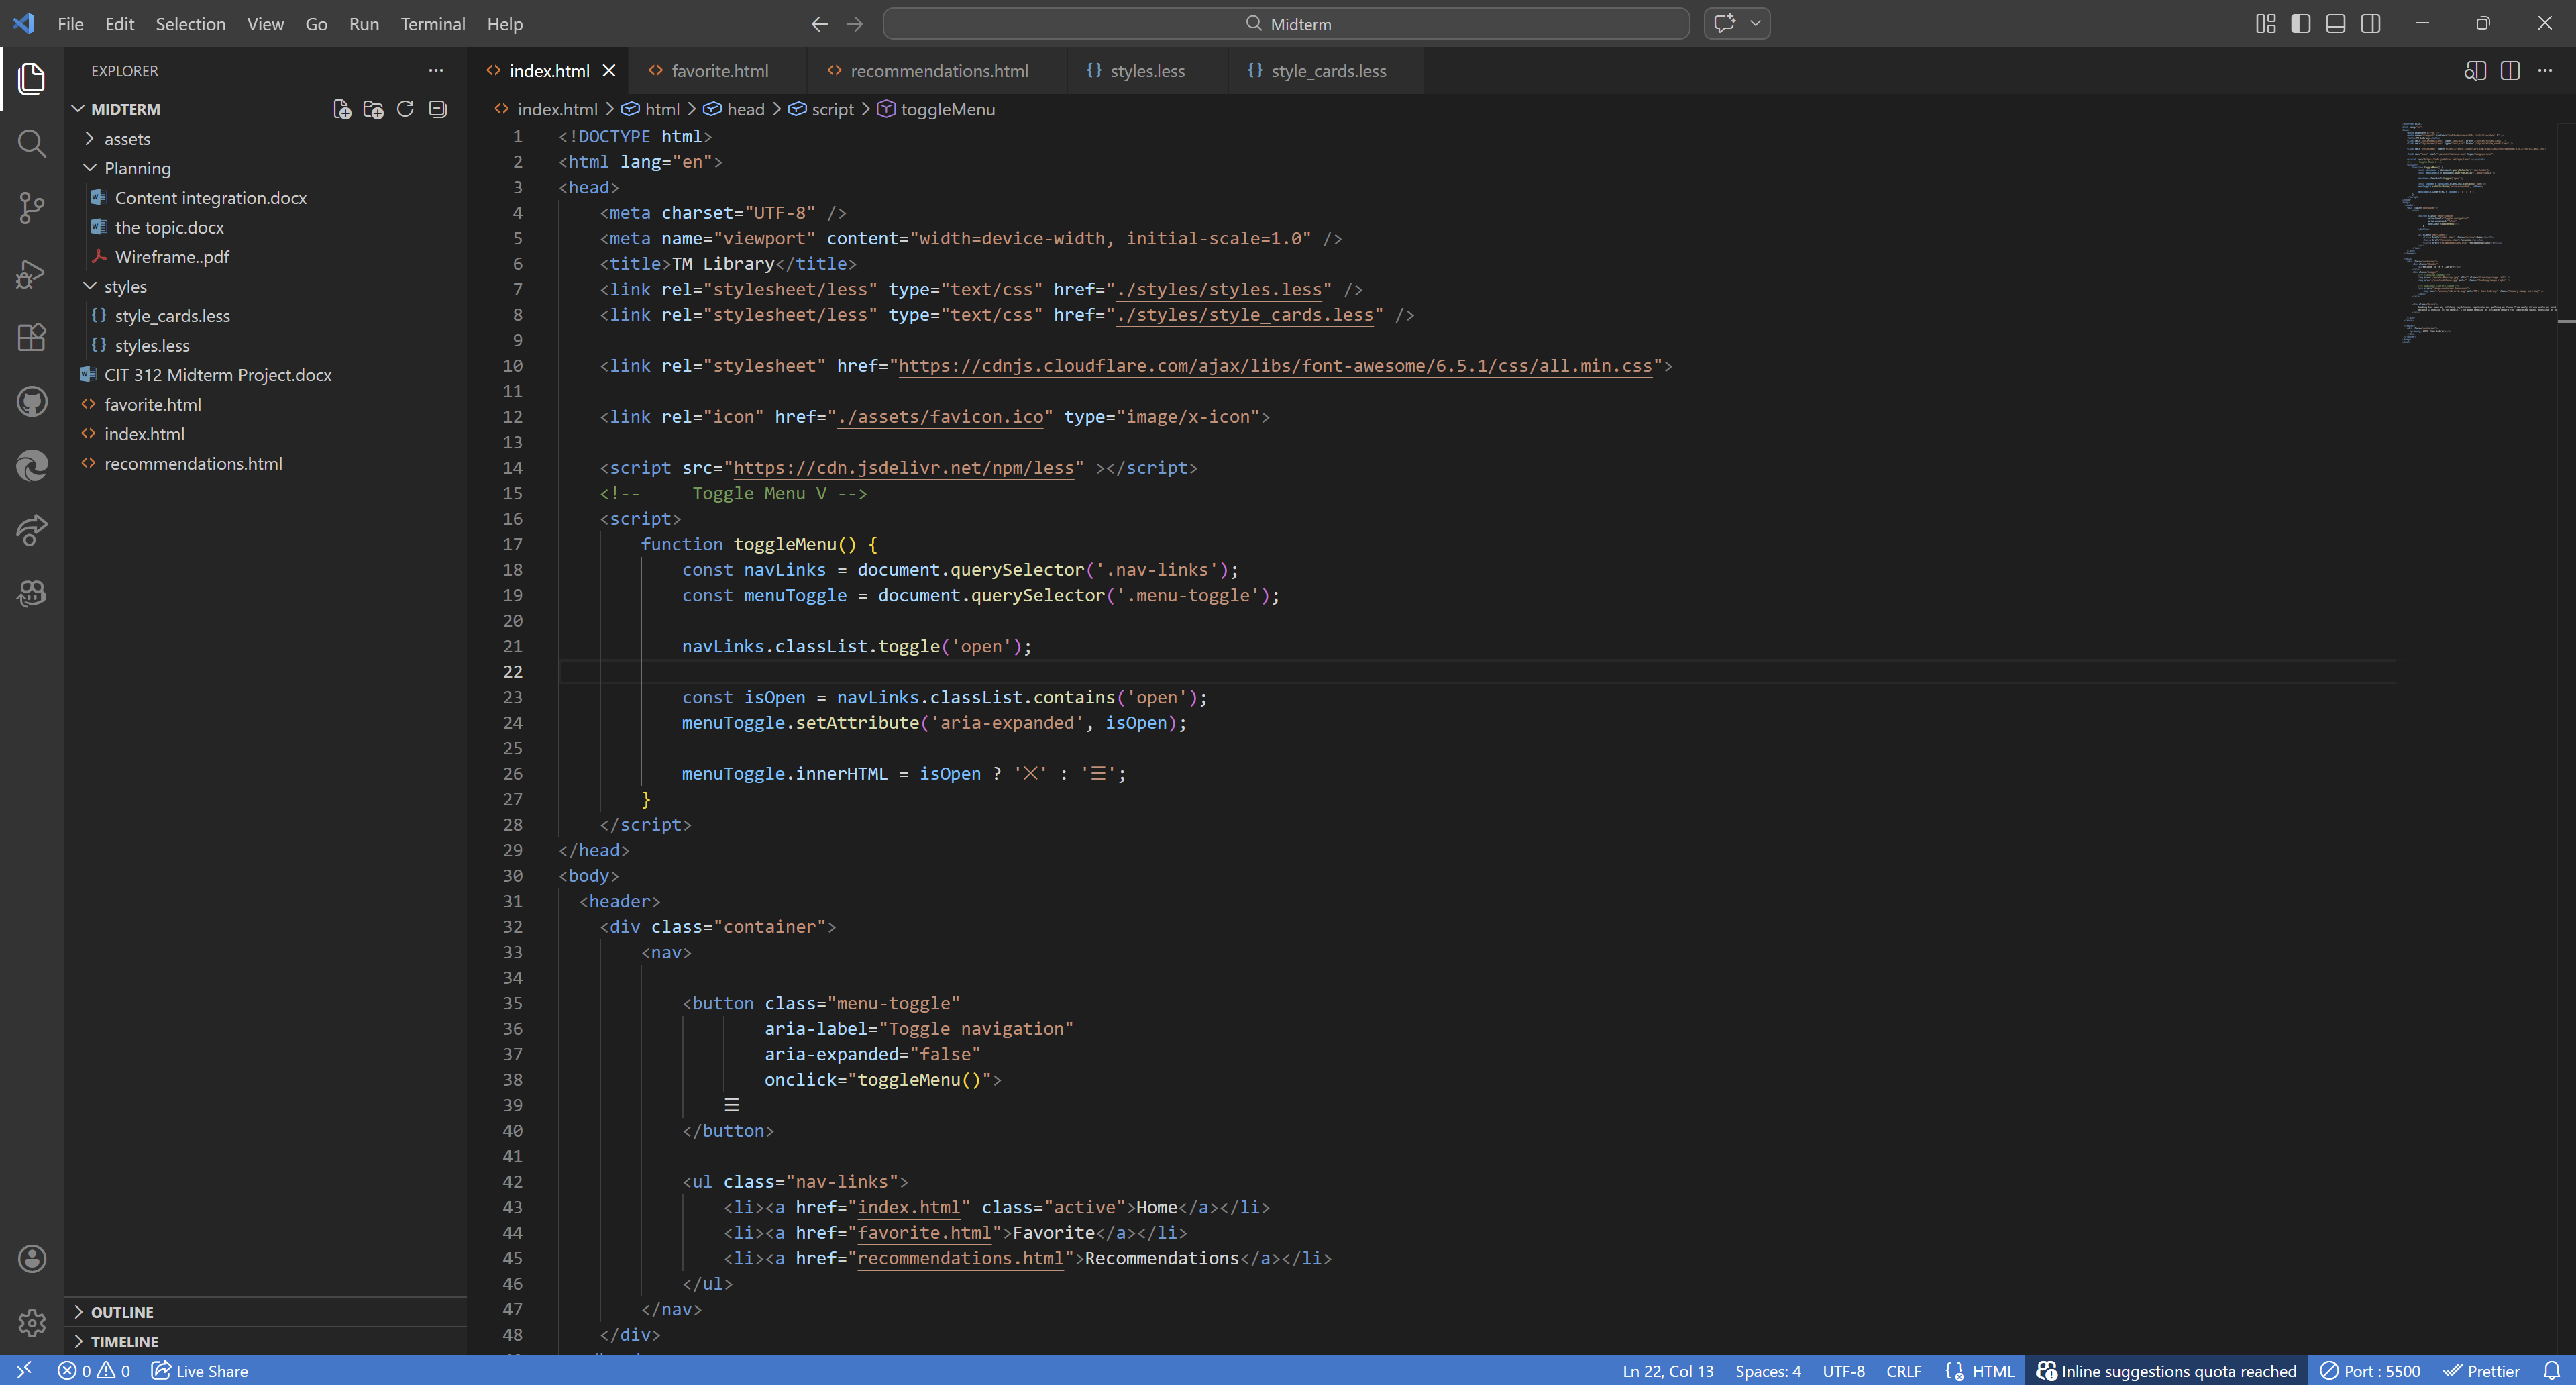 File Edit Selection View Go Run Terminal Help
Midterm
EXPLORER
MIDTERM
assets
Planning
Content integration.docx
the topic.docx
Wireframe..pdf
styles
style_cards.less
styles.less
CIT 312 Midterm Project.docx
favorite.html
index.html
recommendations.html
OUTLINE
TIMELINE
index.html favorite.html recommendations.html {} styles.less {} style_cards.less
index.html > html > head > script > toggleMenu
1 <!DOCTYPE html>
2 <html lang="en">
3 <head>
4 <meta charset="UTF-8" />
5 <meta name="viewport" content="width=device-width, initial-scale=1.0" />
6 <title>TM Library</title>
7 <link rel="stylesheet/less" type="text/css" href="./styles/styles.less" />
8 <link rel="stylesheet/less" type="text/css" href="./styles/style_cards.less" />
9
10 <link rel="stylesheet" href="https://cdnjs.cloudflare.com/ajax/libs/font-awesome/6.5.1/css/all.min.css">
11
12 <link rel="icon" href="./assets/favicon.ico" type="image/x-icon">
13
14 <script src="https://cdn.jsdelivr.net/npm/less" ></script>
15 <!-- Toggle Menu V -->
16 <script>
17 function toggleMenu() {
18 const navLinks = document.querySelector('.nav-links');
19 const menuToggle = document.querySelector('.menu-toggle');
20
21 navLinks.classList.toggle('open');
22
23 const isOpen = navLinks.classList.contains('open');
24 menuToggle.setAttribute('aria-expanded', isOpen);
25
26 menuToggle.innerHTML = isOpen ? '✕' : '☰';
27 }
28 </script>
29 </head>
30 <body>
31 <header>
32 <div class="container">
33 <nav>
34
35 <button class="menu-toggle"
36 aria-label="Toggle navigation"
37 aria-expanded="false"
38 onclick="toggleMenu()">
39 ☰
40 </button>
41
42 <ul class="nav-links">
43 <li><a href="index.html" class="active">Home</a></li>
44 <li><a href="favorite.html">Favorite</a></li>
45 <li><a href="recommendations.html">Recommendations</a></li>
46 </ul>
47 </nav>
48 </div>
0 0 Live Share Ln 22, Col 13 Spaces: 4 UTF-8 CRLF {} HTML Inline suggestions quota reached Port : 5500 Prettier